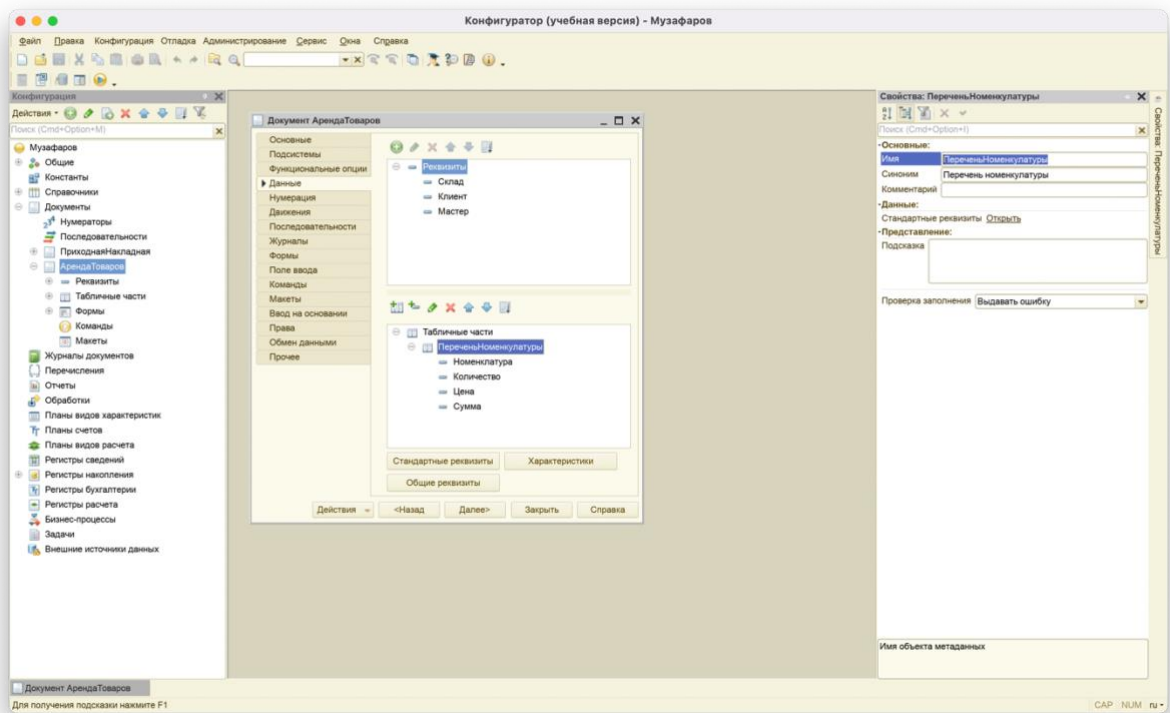 Конфигуратор (учебная версия) - Музафаров
Файл Правка Конфигурация Отладка Администрирование Сервис Окна Справка
Конфигурация
Действия
Поиск (Cmd+Option+M)
Музафаров
Общие
Константы
Справочники
Документы
Нумераторы
Последовательности
ПриходнаяНакладная
АрендаТоваров
Реквизиты
Табличные части
Формы
Команды
Макеты
Журналы документов
Перечисления
Отчеты
Обработки
Планы видов характеристик
Планы счетов
Планы видов расчета
Регистры сведений
Регистры накопления
Регистры бухгалтерии
Регистры расчета
Бизнес-процессы
Задачи
Внешние источники данных
Документ АрендаТоваров
Основные
Подсистемы
Функциональные опции
Данные
Нумерация
Движения
Последовательности
Журналы
Формы
Поле ввода
Команды
Макеты
Ввод на основании
Права
Обмен данными
Прочее
Реквизиты
Склад
Клиент
Мастер
Табличные части
ПереченьНоменкулатуры
Номенклатура
Количество
Цена
Сумма
Стандартные реквизиты Характеристики
Общие реквизиты
Действия <Назад Далее> Закрыть Справка
Свойства: ПереченьНоменкулатуры
Поиск (Cmd+Option+I)
-Основные:
Имя ПереченьНоменкулатуры
Синоним Перечень номенкулатуры
Комментарий
-Данные:
Стандартные реквизиты Открыть
-Представление:
Подсказка
Проверка заполнения Выдавать ошибку
Имя объекта метаданных
Свойства: ПереченьНоменкулатуры
Документ АрендаТоваров
Для получения подсказки нажмите F1
CAP NUM ru